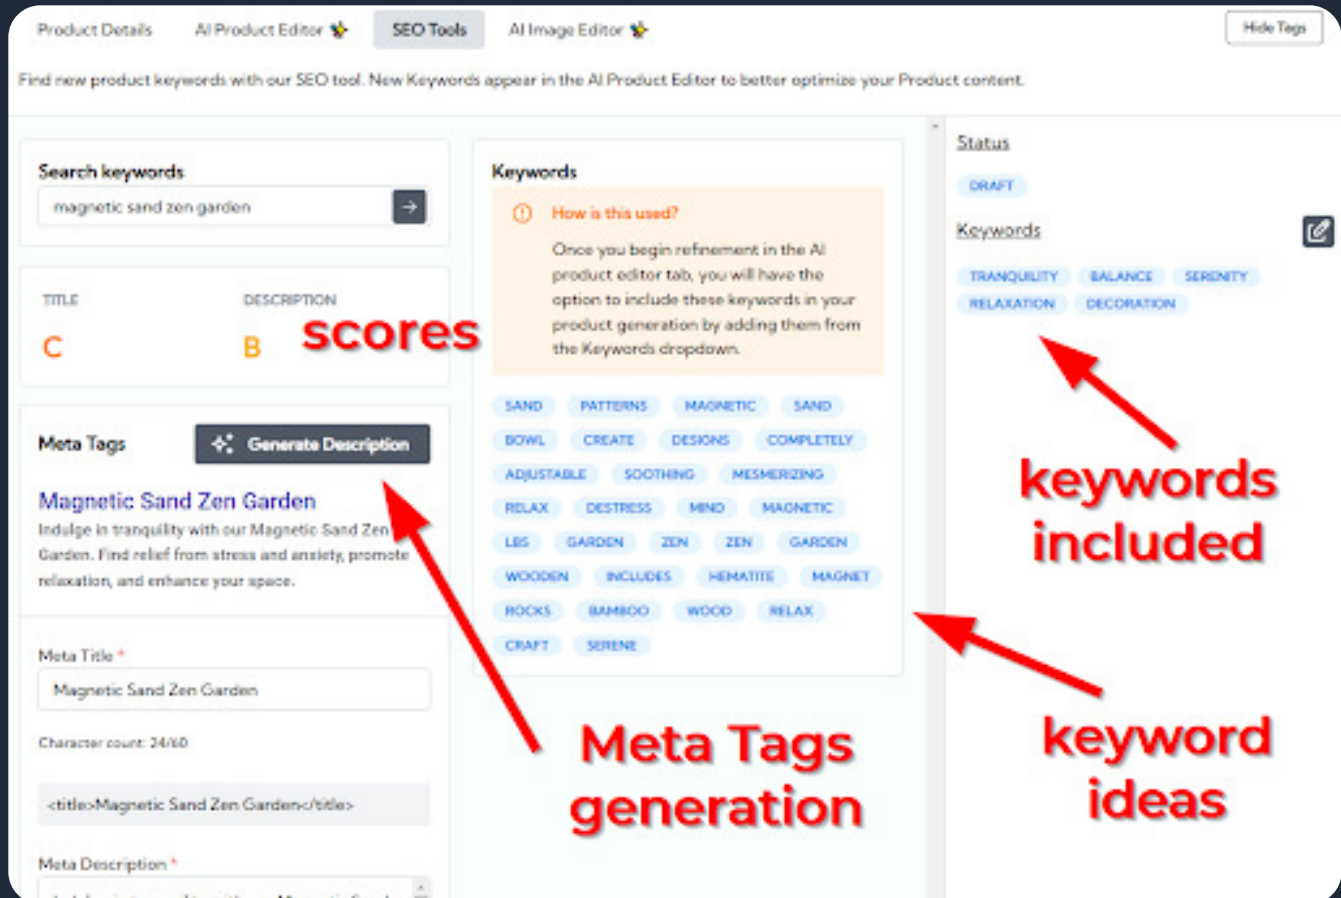 Product Details
AI Product Editor
SEO Tools
AI Image Editor
Hide Tags
Find new product keywords with our SEO tool. New Keywords appear in the AI Product Editor to better optimize your Product content.
Search keywords
magnetic sand zen garden
TITLE
DESCRIPTION
C
B
scores
Meta Tags
Generate Description
Magnetic Sand Zen Garden
Indulge in tranquility with our Magnetic Sand Zen
Garden. Find relief from stress and anxiety, promote
relaxation, and enhance your space.
Meta Title *
Magnetic Sand Zen Garden
Character count: 24/60
<title>Magnetic Sand Zen Garden</title>
Meta Description *
Keywords
How is this used?
Once you begin refinement in the AI
product editor tab, you will have the
option to include these keywords in your
product generation by adding them from
the Keywords dropdown.
SAND PATTERNS MAGNETIC SAND
BOWL CREATE DESIGNS COMPLETELY
ADJUSTABLE SOOTHING MESMERIZING
RELAX DESTRESS MIND MAGNETIC
LBS GARDEN ZEN ZEN GARDEN
WOODEN INCLUDES HEMATITE MAGNET
ROCKS BAMBOO WOOD RELAX
CRAFT SERENE
Meta Tags
generation
Status
DRAFT
Keywords
TRANQUILITY BALANCE SERENITY
RELAXATION DECORATION
keywords
included
keyword
ideas